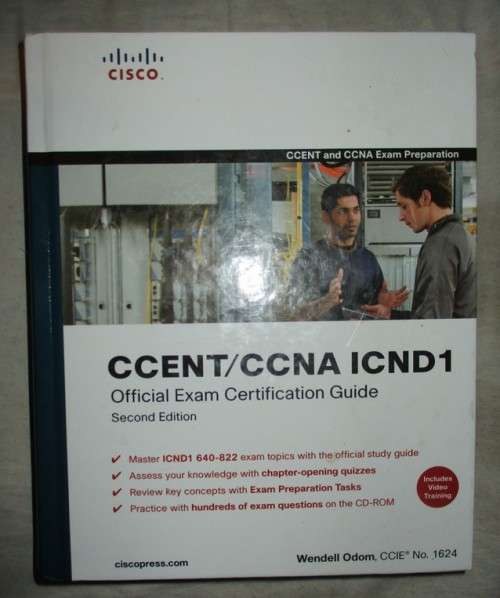 CISCO.
CCENT and CCNA Exam Preparation
CCENT/CCNA ICND1
Official Exam Certification Guide
Second Edition
✓ Master ICND1 640-822 exam topics with the official study guide
✓ Assess your knowledge with chapter-opening quizzes
✓ Review key concepts with Exam Preparation Tasks
✓ Practice with hundreds of exam questions on the CD-ROM
Includes
Video
Training
ciscopress.com
Wendell Odom, CCIE® No. 1624